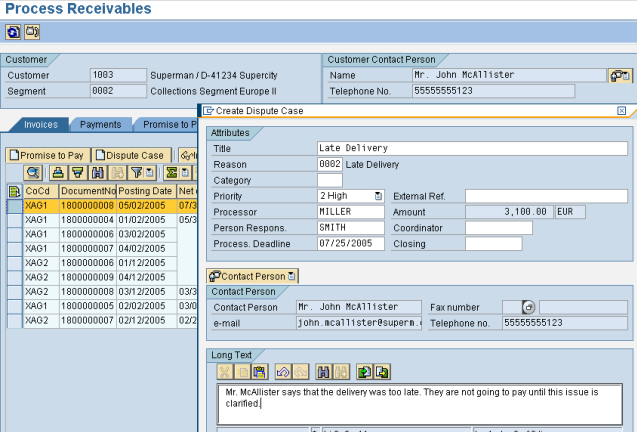 Process Receivables
Customer
Customer 1003 Superman / D-41234 Supercity
Segment 0002 Collections Segment Europe II
Customer Contact Person
Name Mr. John McAllister
Telephone No. 55555555123
Invoices Payments Promise to P
Promise to Pay Dispute Case
CoCd DocumentNo Posting Date Net
XAG1 1800000008 05/02/2005 07/3
XAG1 1800000004 01/02/2005 05/3
XAG1 1800000006 03/02/2005
XAG1 1800000007 04/02/2005
XAG2 1800000006 01/12/2005
XAG2 1800000009 04/12/2005
XAG2 1800000008 03/12/2005 03/3
XAG1 1800000005 02/02/2005 03/0
XAG2 1800000007 02/12/2005 02/2
Create Dispute Case
Attributes
Title Late Delivery
Reason 0002 Late Delivery
Category
Priority 2 High External Ref.
Processor MILLER Amount 3,100.00 EUR
Person Respons. SMITH Coordinator
Process. Deadline 07/25/2005 Closing
Contact Person
Contact Person
Contact Person Mr. John McAllister Fax number
e-mail john.mcallister@superm. Telephone no. 55555555123
Long Text
Mr. McAllister says that the delivery was too late. They are not going to pay until this issue is
clarified.